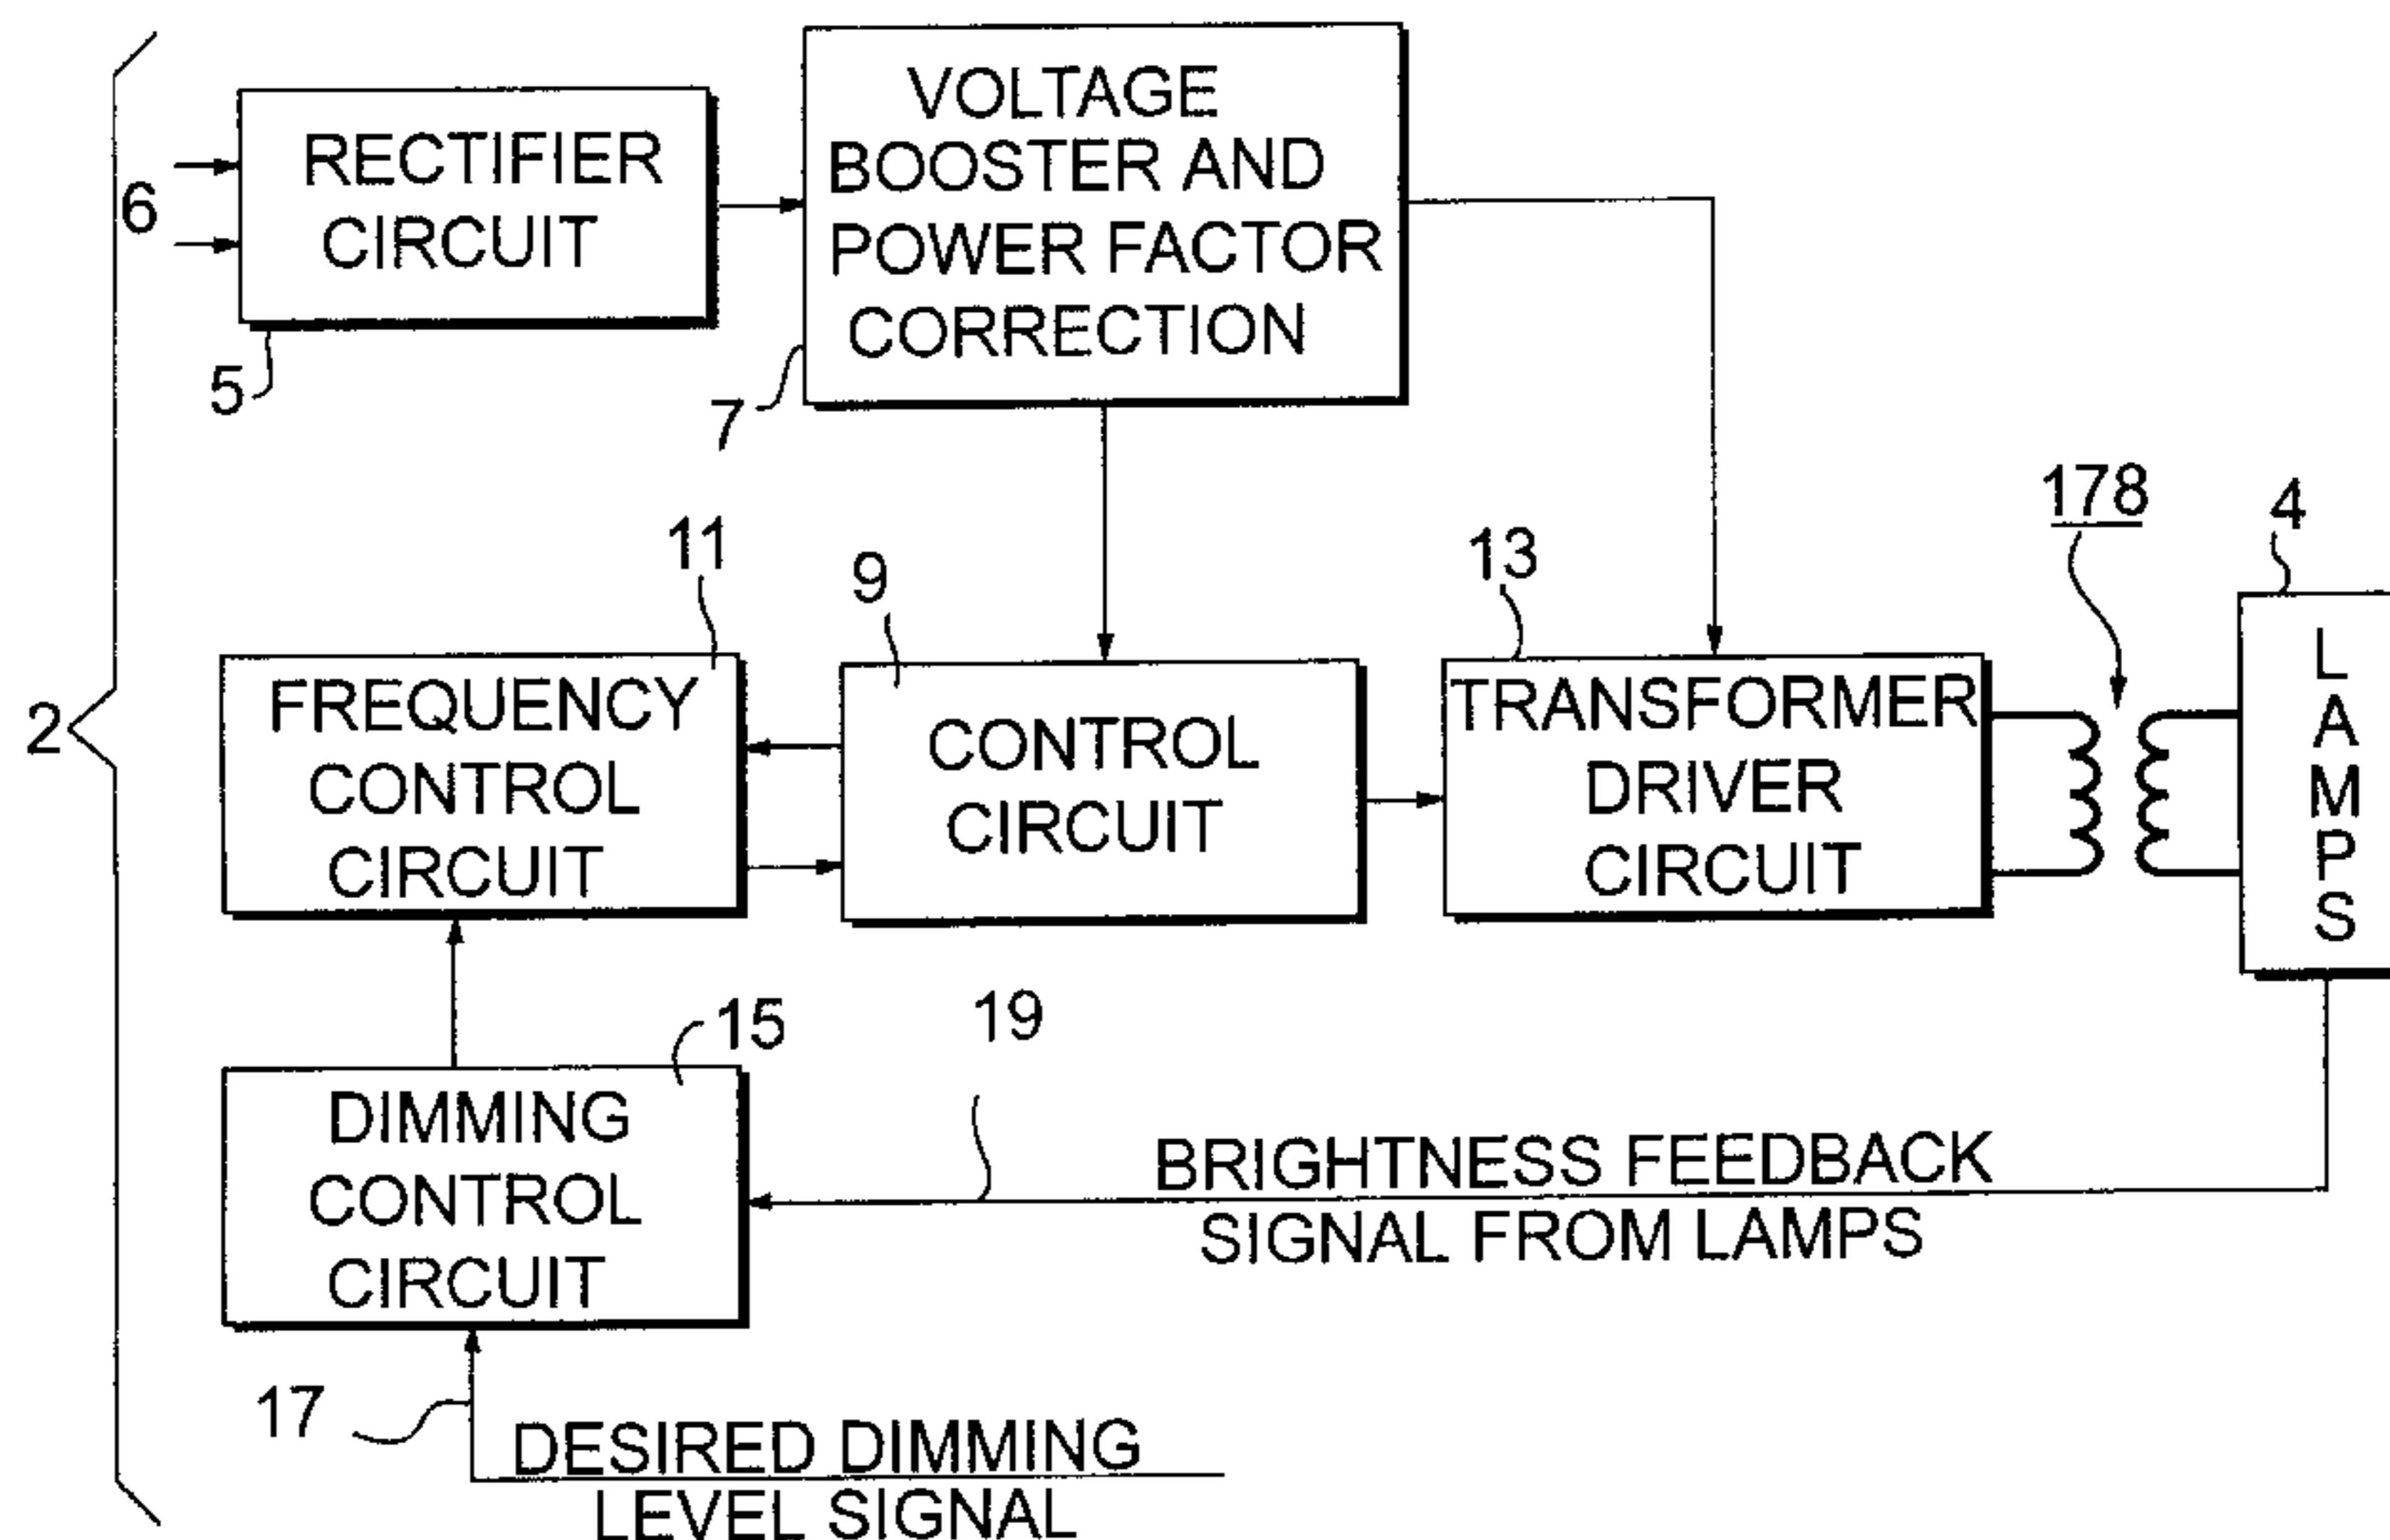 VOLTAGE
BOOSTER AND
POWER FACTOR
CORRECTION
RECTIFIER
CIRCUIT
6
5
7
178
4
11
9
13
2
FREQUENCY
CONTROL
CIRCUIT
CONTROL
CIRCUIT
TRANSFORMER
DRIVER
CIRCUIT
L
A
M
P
S
15
19
DIMMING
CONTROL
CIRCUIT
BRIGHTNESS FEEDBACK
SIGNAL FROM LAMPS
17
DESIRED DIMMING
LEVEL SIGNAL